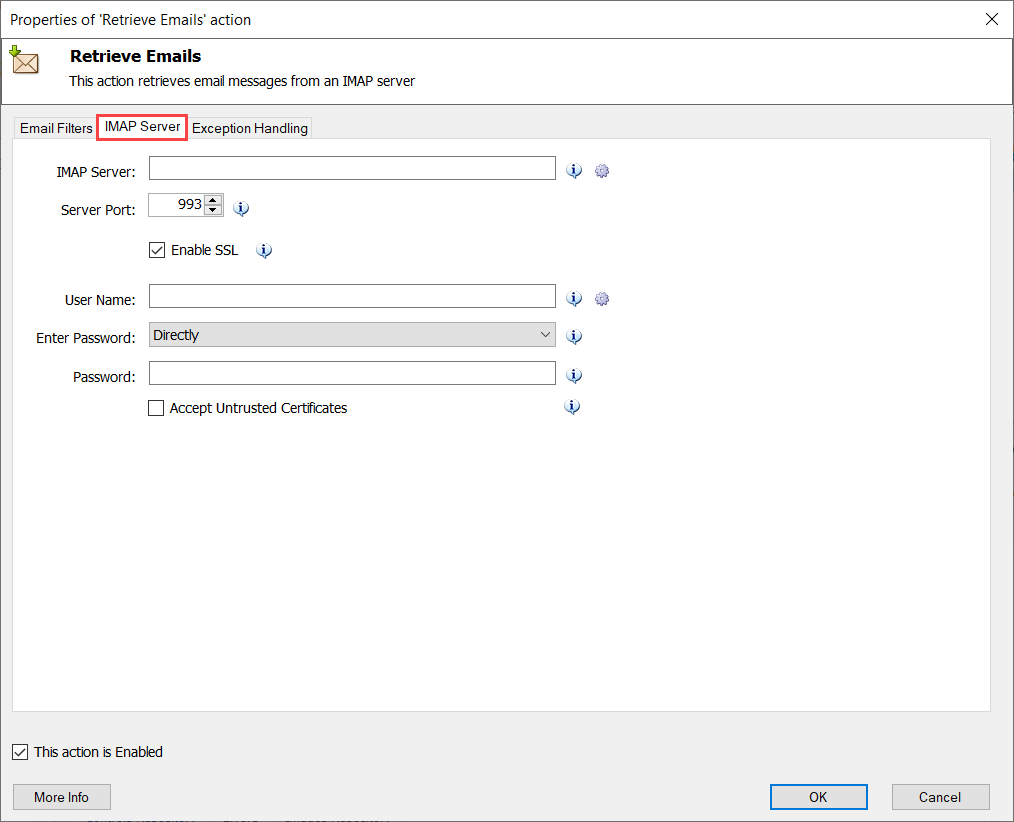 Properties of 'Retrieve Emails' action
Retrieve Emails
This action retrieves email messages from an IMAP server
Email Filters IMAP Server Exception Handling
IMAP Server:
Server Port: 993
Enable SSL
User Name:
Enter Password: Directly
Password:
Accept Untrusted Certificates
This action is Enabled
More Info OK Cancel